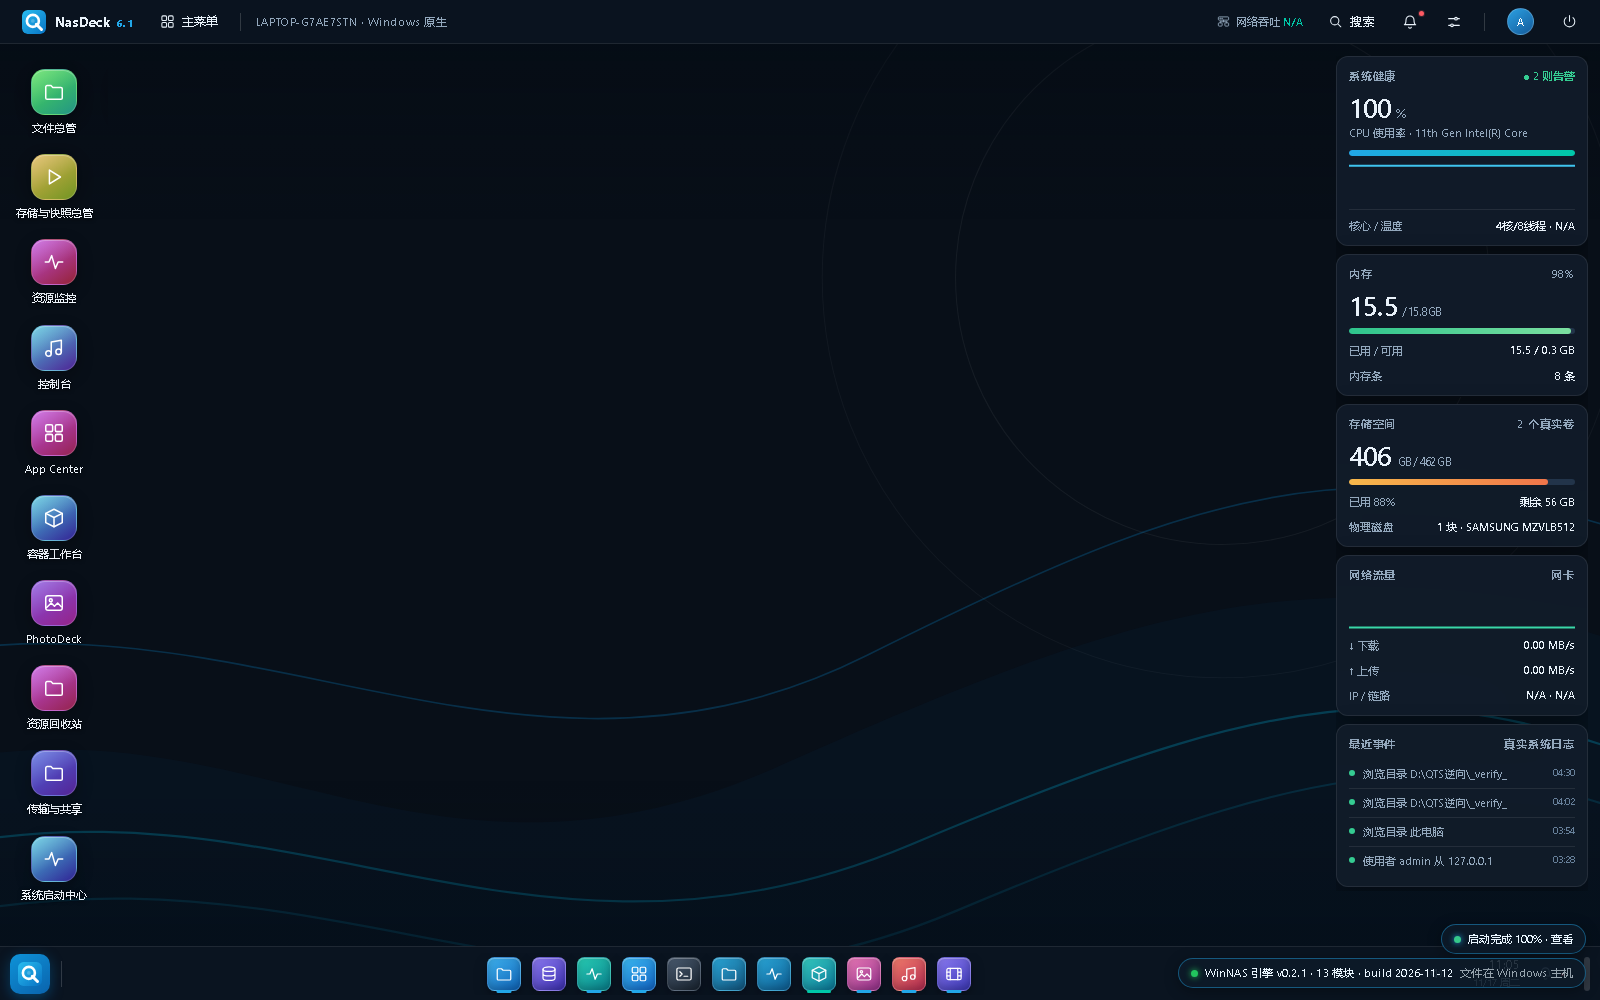 NasDeck 6.1
主菜单
LAPTOP-G7AE7STN · Windows 原生
网络吞吐 N/A
搜索
A
文件总管
存储与快照总管
资源监控
控制台
App Center
容器工作台
PhotoDeck
资源回收站
传输与共享
系统启动中心
系统健康
2 则告警
100 %
CPU 使用率 · 11th Gen Intel(R) Core
核心 / 温度
4核/8线程 · N/A
内存
98%
15.5 / 15.8GB
已用 / 可用
15.5 / 0.3 GB
内存条
8 条
存储空间
2 个真实卷
406 GB / 462GB
已用 88%
剩余 56 GB
物理磁盘
1 块 · SAMSUNG MZVLB512
网络流量
网卡
↓ 下载
0.00 MB/s
↑ 上传
0.00 MB/s
IP / 链路
N/A · N/A
最近事件
真实系统日志
浏览目录 D:\QTS逆向\_verify_
04:30
浏览目录 D:\QTS逆向\_verify_
04:02
浏览目录 此电脑
03:54
使用者 admin 从 127.0.0.1
03:28
启动完成 100% · 查看
WinNAS 引擎 v0.2.1 · 13 模块 · build 2026-11-12 文件在 Windows 主机
11:05